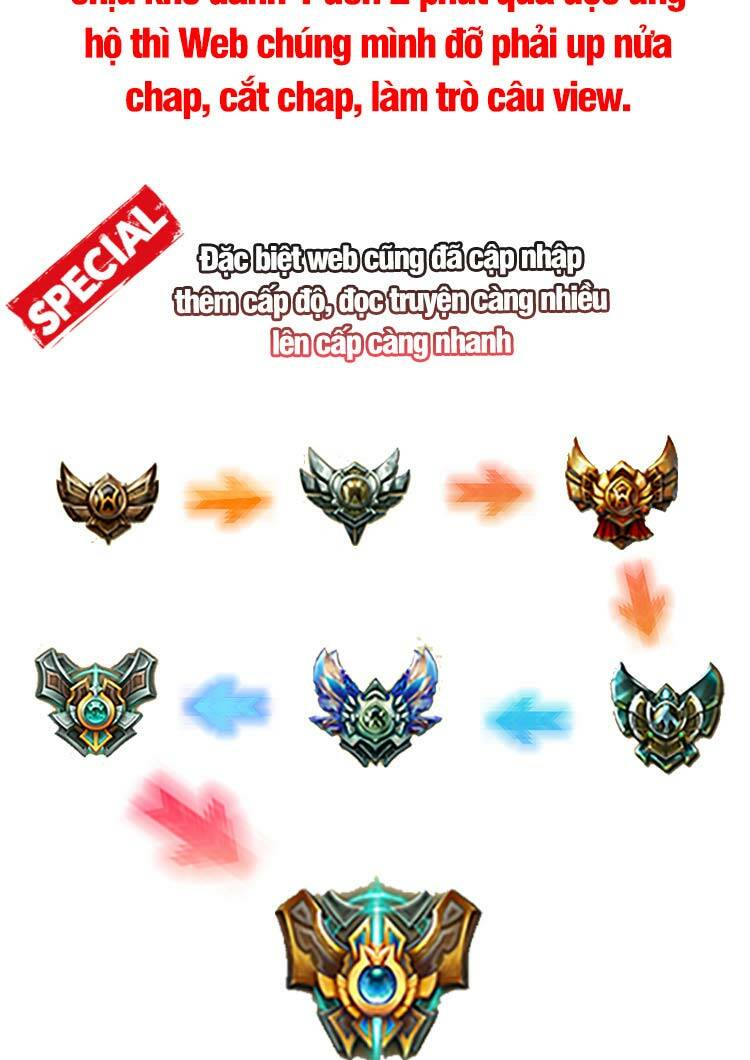 hộ thì Web chúng mình đỡ phải up nửa
chap, cắt chap, làm trò câu view.
SPECIAL
Đặc biệt web cũng đã cập nhập
thêm cấp độ, đọc truyện càng nhiều
lên cấp càng nhanh